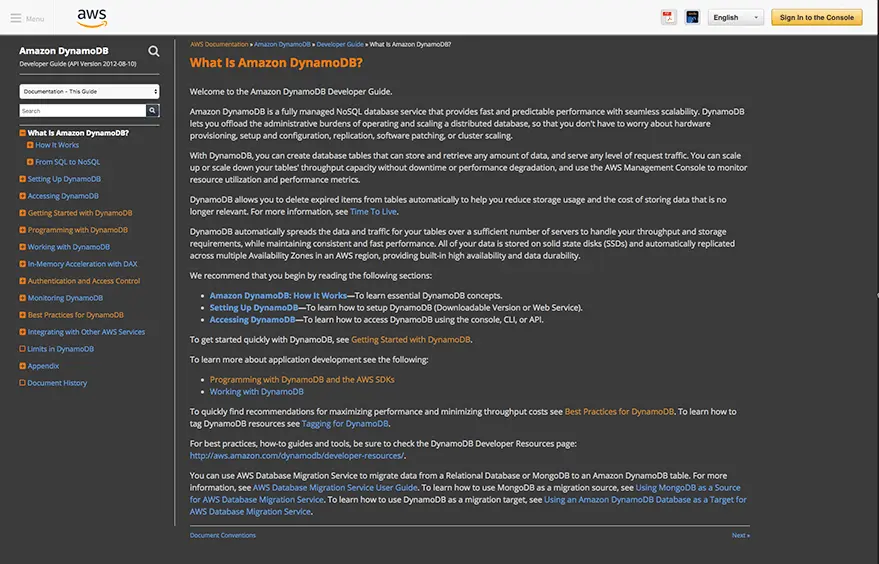 Menu
aws
English
Sign In to the Console
Amazon DynamoDB
Developer Guide (API Version 2012-08-10)
Documentation - This Guide
Search
What Is Amazon DynamoDB?
How It Works
From SQL to NoSQL
Setting Up DynamoDB
Accessing DynamoDB
Getting Started with DynamoDB
Programming with DynamoDB
Working with DynamoDB
In-Memory Acceleration with DAX
Authentication and Access Control
Monitoring DynamoDB
Best Practices for DynamoDB
Integrating with Other AWS Services
Limits in DynamoDB
Appendix
Document History
AWS Documentation » Amazon DynamoDB » Developer Guide » What Is Amazon DynamoDB?
What Is Amazon DynamoDB?
Welcome to the Amazon DynamoDB Developer Guide.
Amazon DynamoDB is a fully managed NoSQL database service that provides fast and predictable performance with seamless scalability. DynamoDB
lets you offload the administrative burdens of operating and scaling a distributed database, so that you don't have to worry about hardware
provisioning, setup and configuration, replication, software patching, or cluster scaling.
With DynamoDB, you can create database tables that can store and retrieve any amount of data, and serve any level of request traffic. You can scale
up or scale down your tables' throughput capacity without downtime or performance degradation, and use the AWS Management Console to monitor
resource utilization and performance metrics.
DynamoDB allows you to delete expired items from tables automatically to help you reduce storage usage and the cost of storing data that is no
longer relevant. For more information, see Time To Live.
DynamoDB automatically spreads the data and traffic for your tables over a sufficient number of servers to handle your throughput and storage
requirements, while maintaining consistent and fast performance. All of your data is stored on solid state disks (SSDs) and automatically replicated
across multiple Availability Zones in an AWS region, providing built-in high availability and data durability.
We recommend that you begin by reading the following sections:
• Amazon DynamoDB: How It Works—To learn essential DynamoDB concepts.
• Setting Up DynamoDB—To learn how to setup DynamoDB (Downloadable Version or Web Service).
• Accessing DynamoDB—To learn how to access DynamoDB using the console, CLI, or API.
To get started quickly with DynamoDB, see Getting Started with DynamoDB.
To learn more about application development see the following:
• Programming with DynamoDB and the AWS SDKs
• Working with DynamoDB
To quickly find recommendations for maximizing performance and minimizing throughput costs see Best Practices for DynamoDB. To learn how to
tag DynamoDB resources see Tagging for DynamoDB.
For best practices, how-to guides and tools, be sure to check the DynamoDB Developer Resources page:
http://aws.amazon.com/dynamodb/developer-resources/.
You can use AWS Database Migration Service to migrate data from a Relational Database or MongoDB to an Amazon DynamoDB table. For more
information, see AWS Database Migration Service User Guide. To learn how to use MongoDB as a migration source, see Using MongoDB as a Source
for AWS Database Migration Service. To learn how to use DynamoDB as a migration target, see Using an Amazon DynamoDB Database as a Target for
AWS Database Migration Service.
Document Conventions
Next »